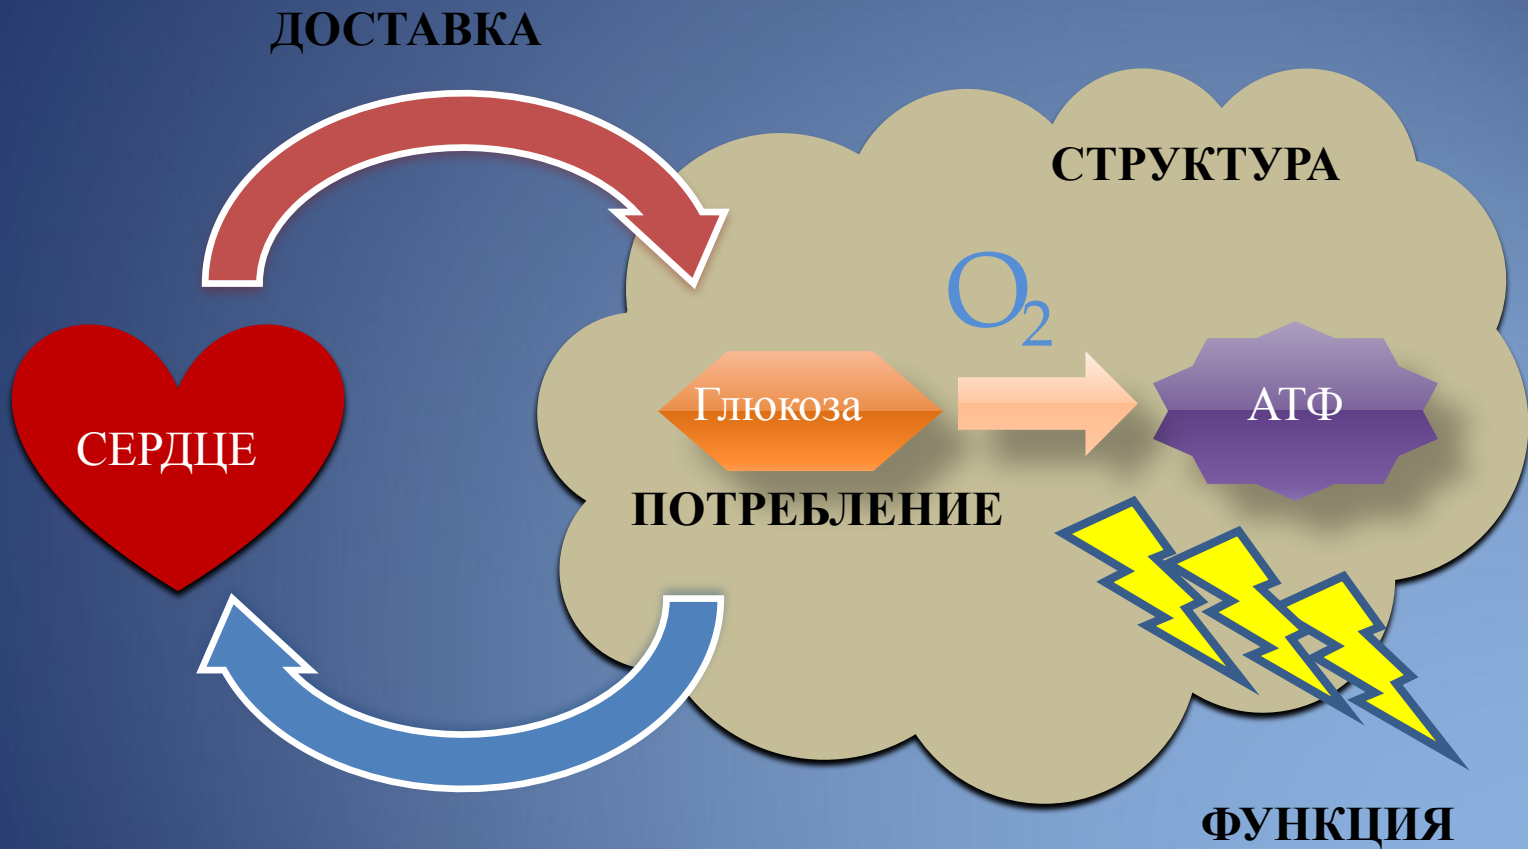 ДОСТАВКА
СТРУКТУРА
O₂
Глюкоза
АТФ
СЕРДЦЕ
ПОТРЕБЛЕНИЕ
ФУНКЦИЯ